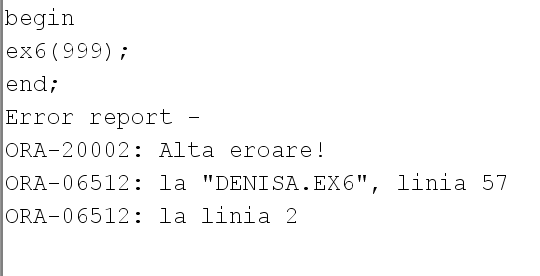 begin
ex6(999);
end;
Error report -
ORA-20002: Alta eroare!
ORA-06512: la "DENISA.EX6", linia 57
ORA-06512: la linia 2